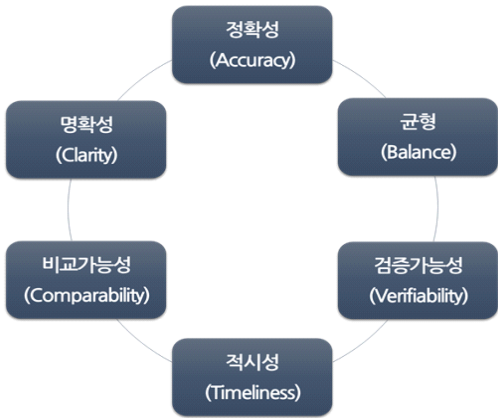 정확성
(Accuracy)
명확성
(Clarity)
균형
(Balance)
비교가능성
(Comparability)
검증가능성
(Verifiability)
적시성
(Timeliness)